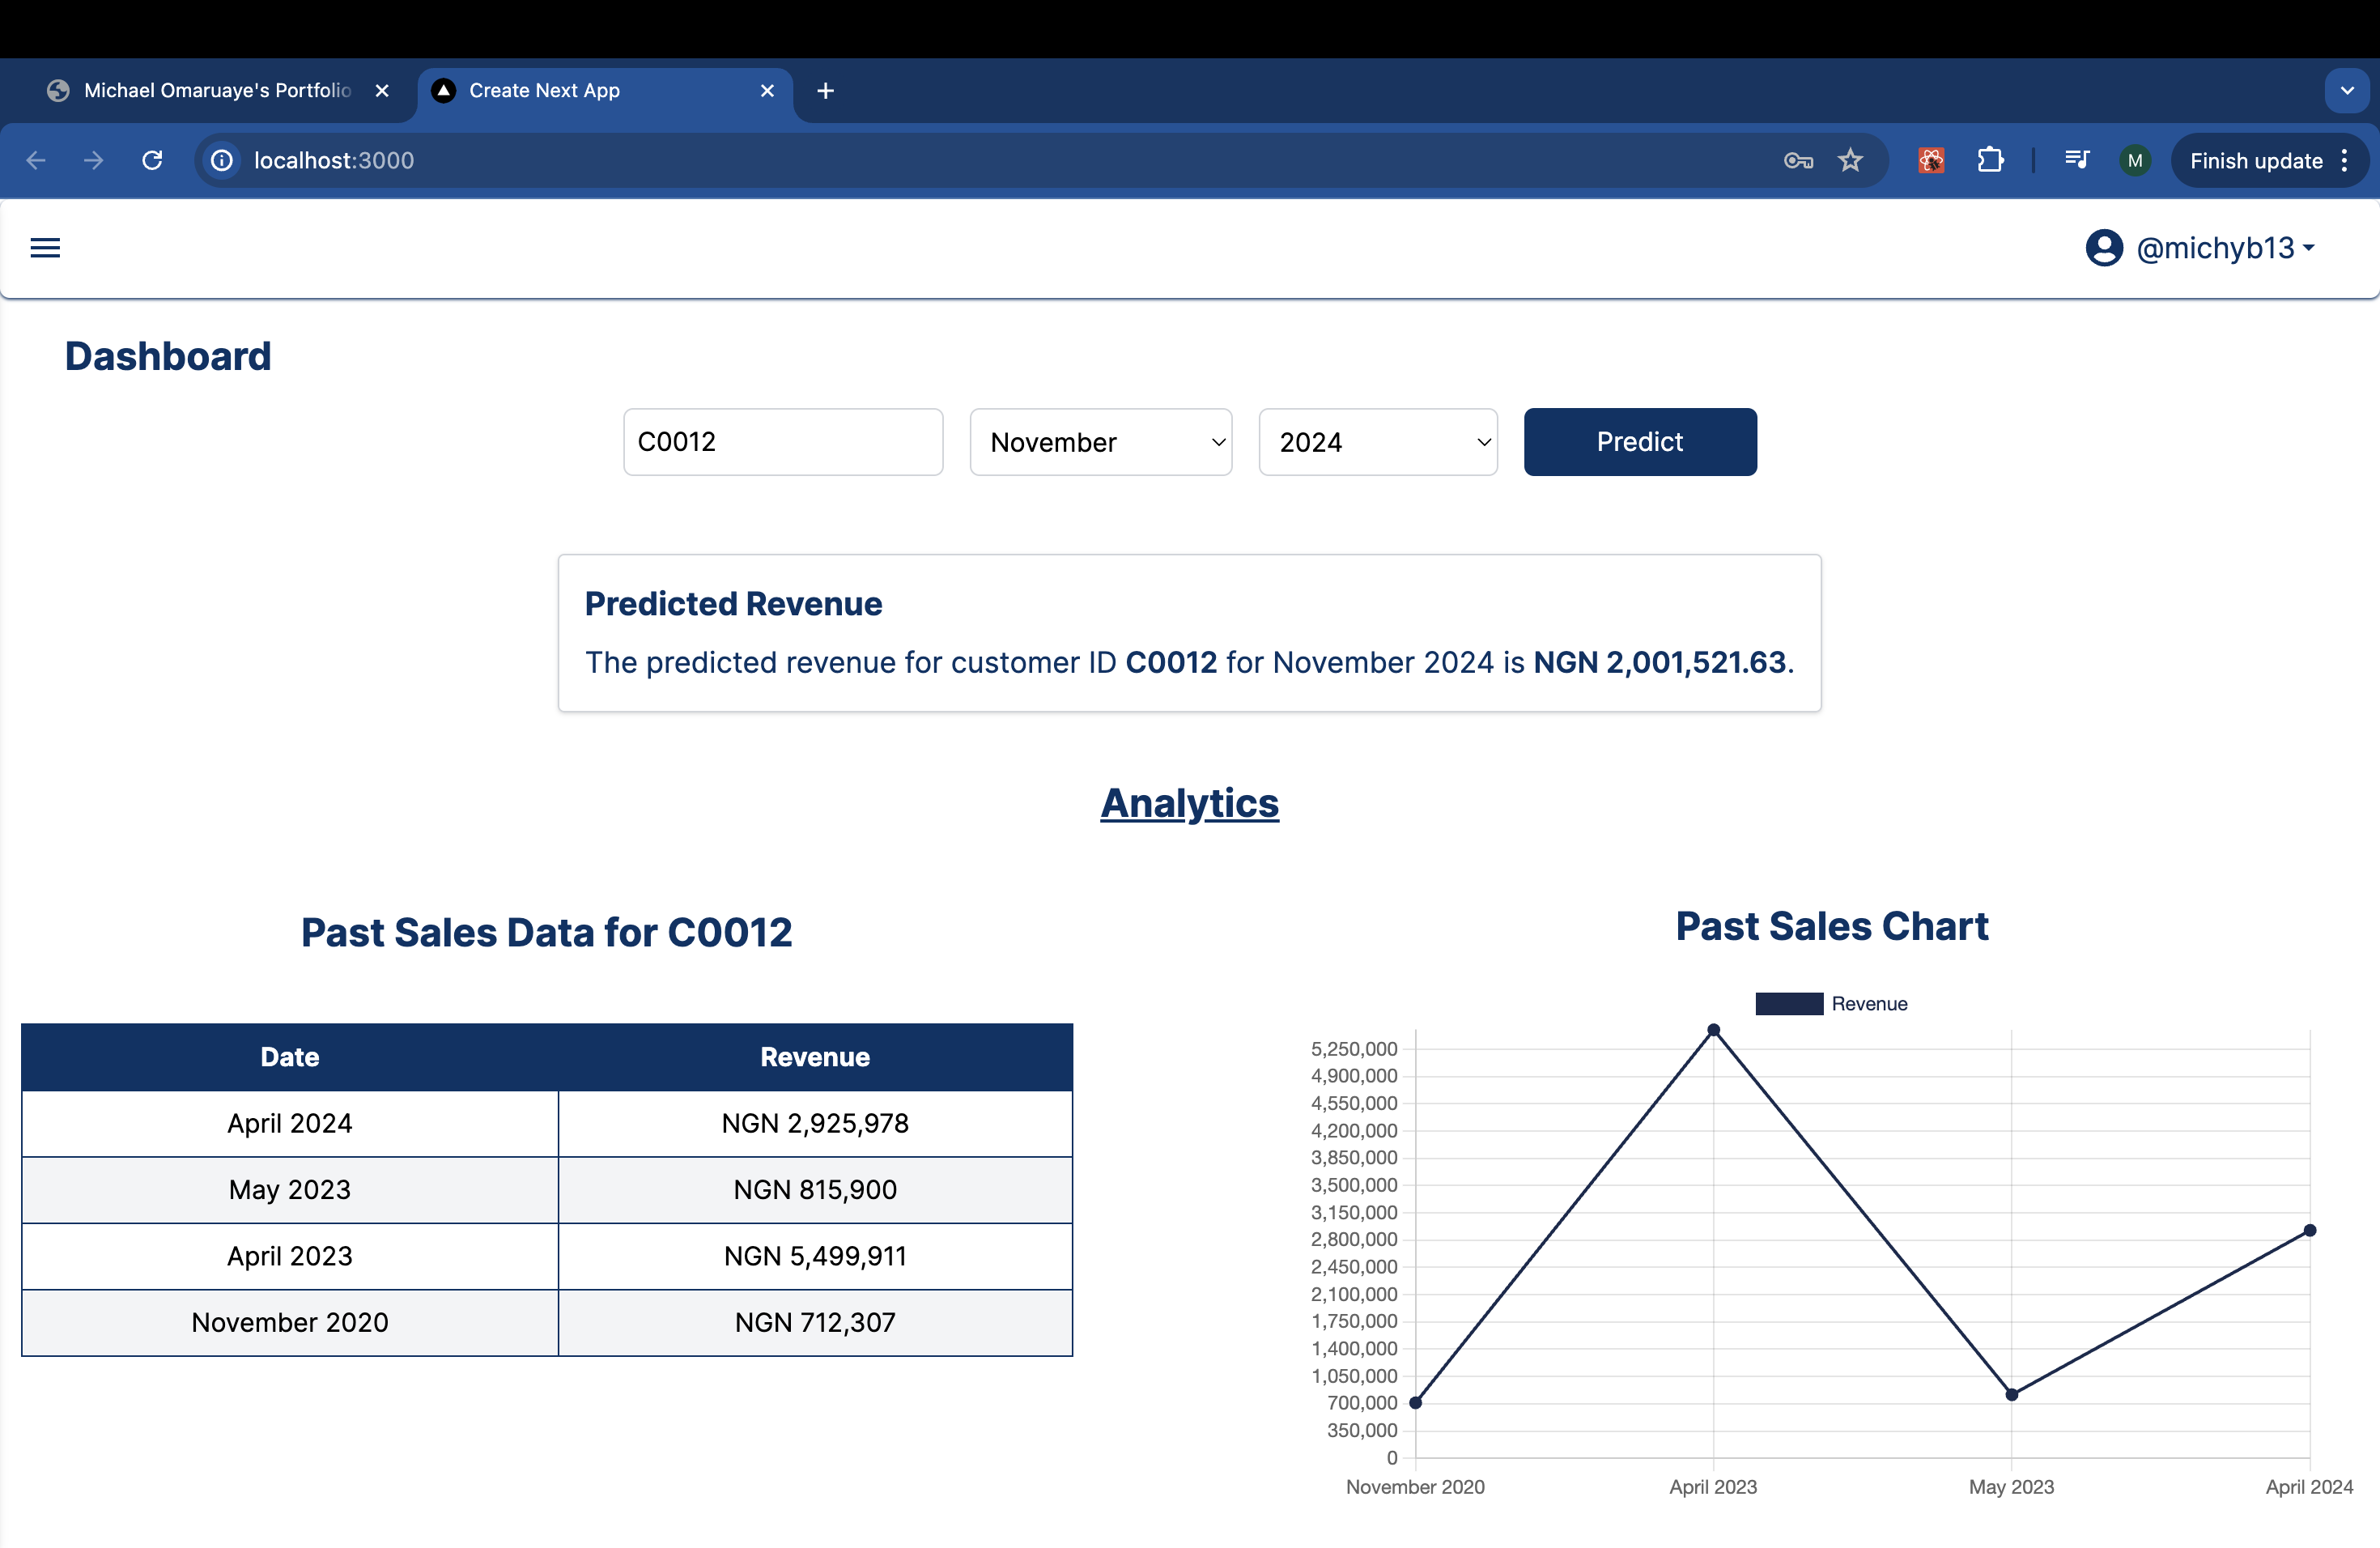 Michael Omaruaye's Portfolio
Create Next App
localhost:3000
M
Finish update
@michyb13
Dashboard
C0012
November
2024
Predict
Predicted Revenue
The predicted revenue for customer ID C0012 for November 2024 is NGN 2,001,521.63.
Analytics
Past Sales Data for C0012
Date Revenue
April 2024 NGN 2,925,978
May 2023 NGN 815,900
April 2023 NGN 5,499,911
November 2020 NGN 712,307
Past Sales Chart
Revenue
5,250,000
4,900,000
4,550,000
4,200,000
3,850,000
3,500,000
3,150,000
2,800,000
2,450,000
2,100,000
1,750,000
1,400,000
1,050,000
700,000
350,000
0
November 2020 April 2023 May 2023 April 2024